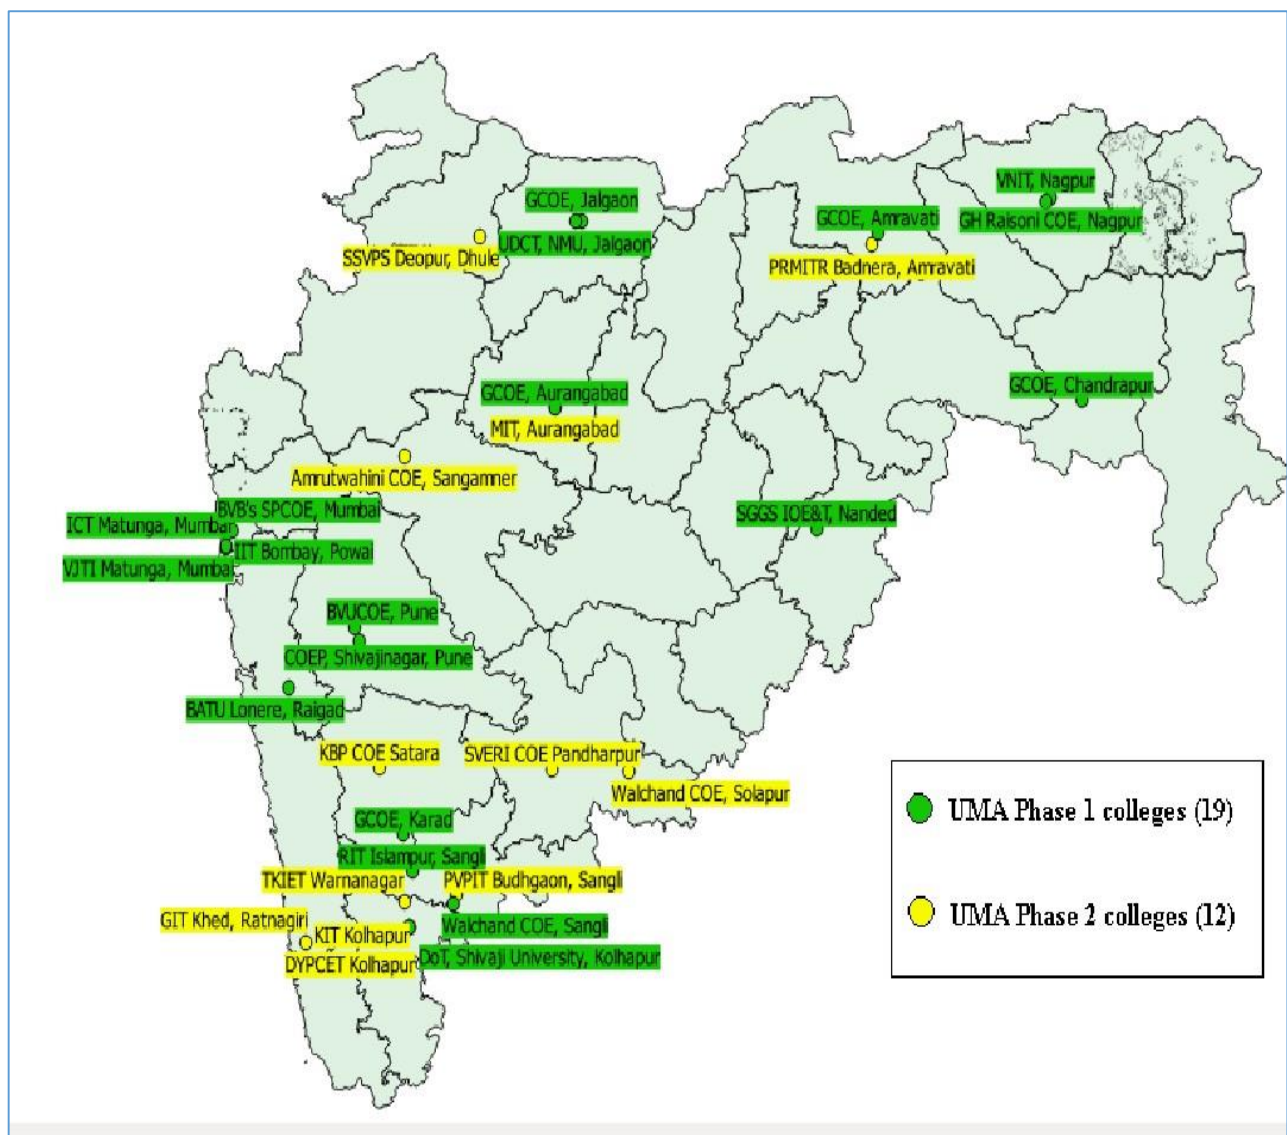 VNIT, Nagpur
GCOE, Jalgaon
GCOE, Amravati
GH Raisoni COE, Nagpur
UDCT, NMU, Jalgaon
SSVPS Deopur, Dhule
PRMITR Badnera, Amravati
GCOE, Aurangabad
GCOE, Chandrapur
MIT, Aurangabad
Amrutwahini COE, Sangamner
BVB's SPCOE, Mumbai
SGGS IOE&T, Nanded
ICT Matunga, Mumbai
IIT Bombay, Powai
VJTI Matunga, Mumbai
BVUCOE, Pune
COEP, Shivajinagar, Pune
BATU Lonere, Raigad
KBP COE Satara
SVERI COE Pandharpur
Walchand COE, Solapur
UMA Phase 1 colleges (19)
GCOE, Karad
RIT Islampur, Sangli
TKIET Warnanagar
PVPIT Budhgaon, Sangli
GIT Khed, Ratnagiri
UMA Phase 2 colleges (12)
Walchand COE, Sangli
KIT Kolhapur
DYPCET Kolhapur
DoT, Shivaji University, Kolhapur